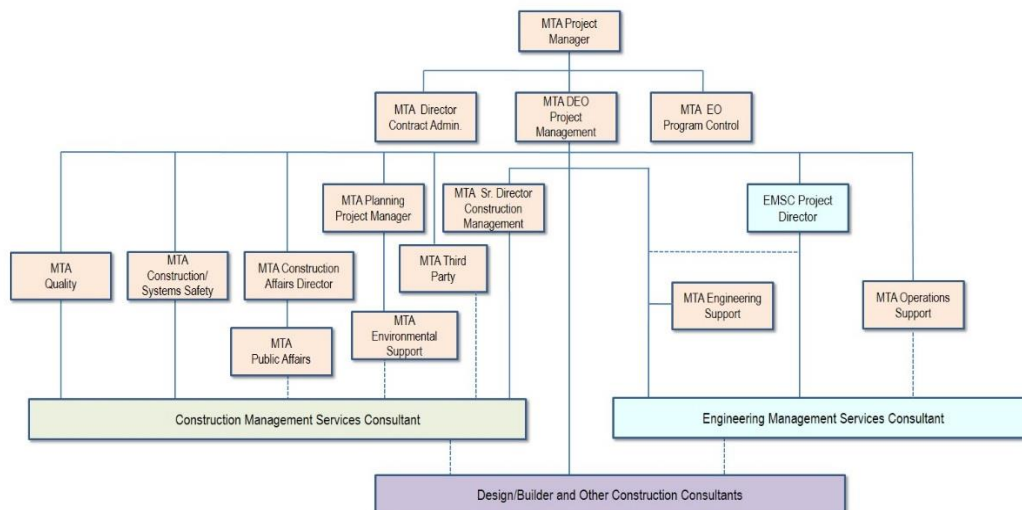 MTA Project
Manager
MTA Director
Contract Admin.
MTA DEO
Project
Management
MTA EO
Program Control
MTA Planning
Project Manager
MTA Sr. Director
Construction
Management
EMSC Project
Director
MTA
Quality
MTA
Construction/
Systems Safety
MTA Construction
Affairs Director
MTA Third
Party
MTA Engineering
Support
MTA Operations
Support
MTA
Public Affairs
MTA
Environmental
Support
Construction Management Services Consultant
Engineering Management Services Consultant
Design/Builder and Other Construction Consultants